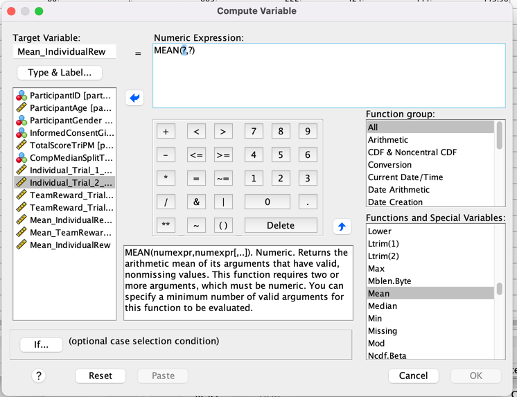 Compute Variable
Target Variable:
Mean_IndividualRew
Type & Label...
=
Numeric Expression:
MEAN(?,?)
ParticipantID [part...
ParticipantAge [pa...
ParticipantGender ...
InformedConsentGi...
TotalScoreTriPM [...
CompMedianSplitT...
Individual_Trial_1_...
Individual_Trial_2_...
TeamReward_Trial...
TeamReward_Trial...
Mean_IndividualRe...
Mean_TeamRewar...
Mean_IndividualRew
+ < > 7 8 9
- <= >= 4 5 6
* = ~= 1 2 3
/ & | 0 .
** ~ ( ) Delete
MEAN(numexpr,numexpr[,..]). Numeric. Returns the
arithmetic mean of its arguments that have valid,
nonmissing values. This function requires two or
more arguments, which must be numeric. You can
specify a minimum number of valid arguments for
this function to be evaluated.
Function group:
All
Arithmetic
CDF & Noncentral CDF
Conversion
Current Date/Time
Date Arithmetic
Date Creation
Functions and Special Variables:
Lower
Ltrim(1)
Ltrim(2)
Max
Mblen.Byte
Mean
Median
Min
Missing
Mod
Ncdf.Beta
If...
(optional case selection condition)
?
Reset
Paste
Cancel
OK